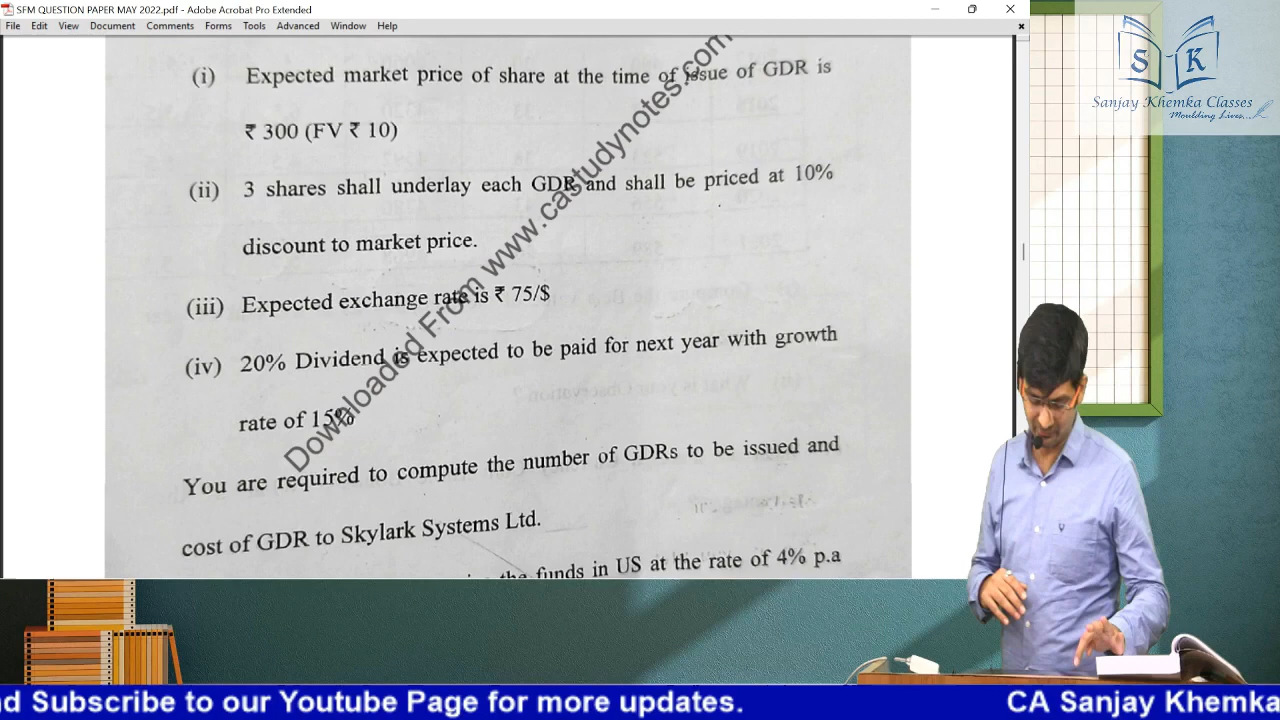 SFM QUESTION PAPER MAY 2022.pdf - Adobe Acrobat Pro Extended
File Edit View Document Comments Forms Tools Advanced Window Help
(i) Expected market price of share at the time of issue of GDR is
₹ 300 (FV ₹ 10)
(ii) 3 shares shall underlay each GDR and shall be priced at 10%
discount to market price.
(iii) Expected exchange rate is ₹ 75/$
(iv) 20% Dividend is expected to be paid for next year with growth
rate of 15%
You are required to compute the number of GDRs to be issued and
cost of GDR to Skylark Systems Ltd.
the funds in US at the rate of 4% p.a
Downloaded From www.castudynotes.com
S K
Sanjay Khemka Classes
Moulding Lives...
nd Subscribe to our Youtube Page for more updates. CA Sanjay Khemka